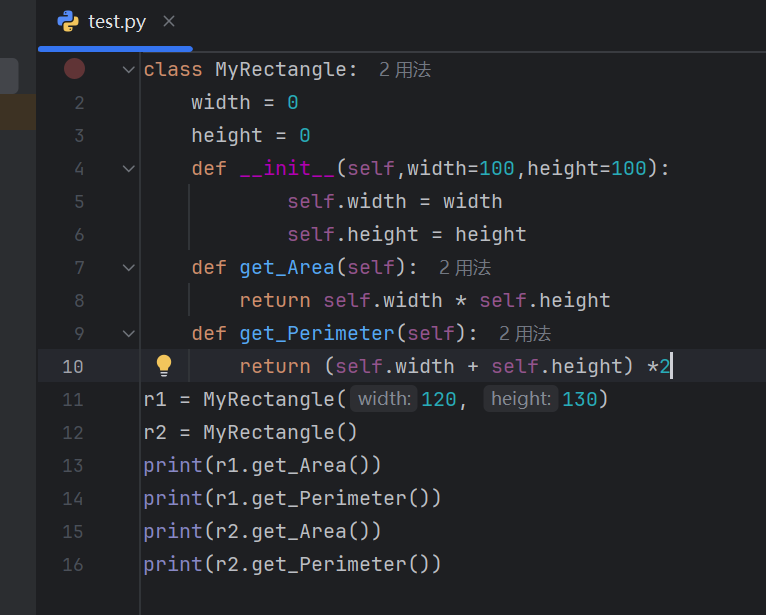 test.py ×
class MyRectangle: 2 用法
2 width = 0
3 height = 0
4 def __init__(self,width=100,height=100):
5 self.width = width
6 self.height = height
7 def get_Area(self): 2 用法
8 return self.width * self.height
9 def get_Perimeter(self): 2 用法
10 return (self.width + self.height) *2
11 r1 = MyRectangle( width: 120, height: 130)
12 r2 = MyRectangle()
13 print(r1.get_Area())
14 print(r1.get_Perimeter())
15 print(r2.get_Area())
16 print(r2.get_Perimeter())